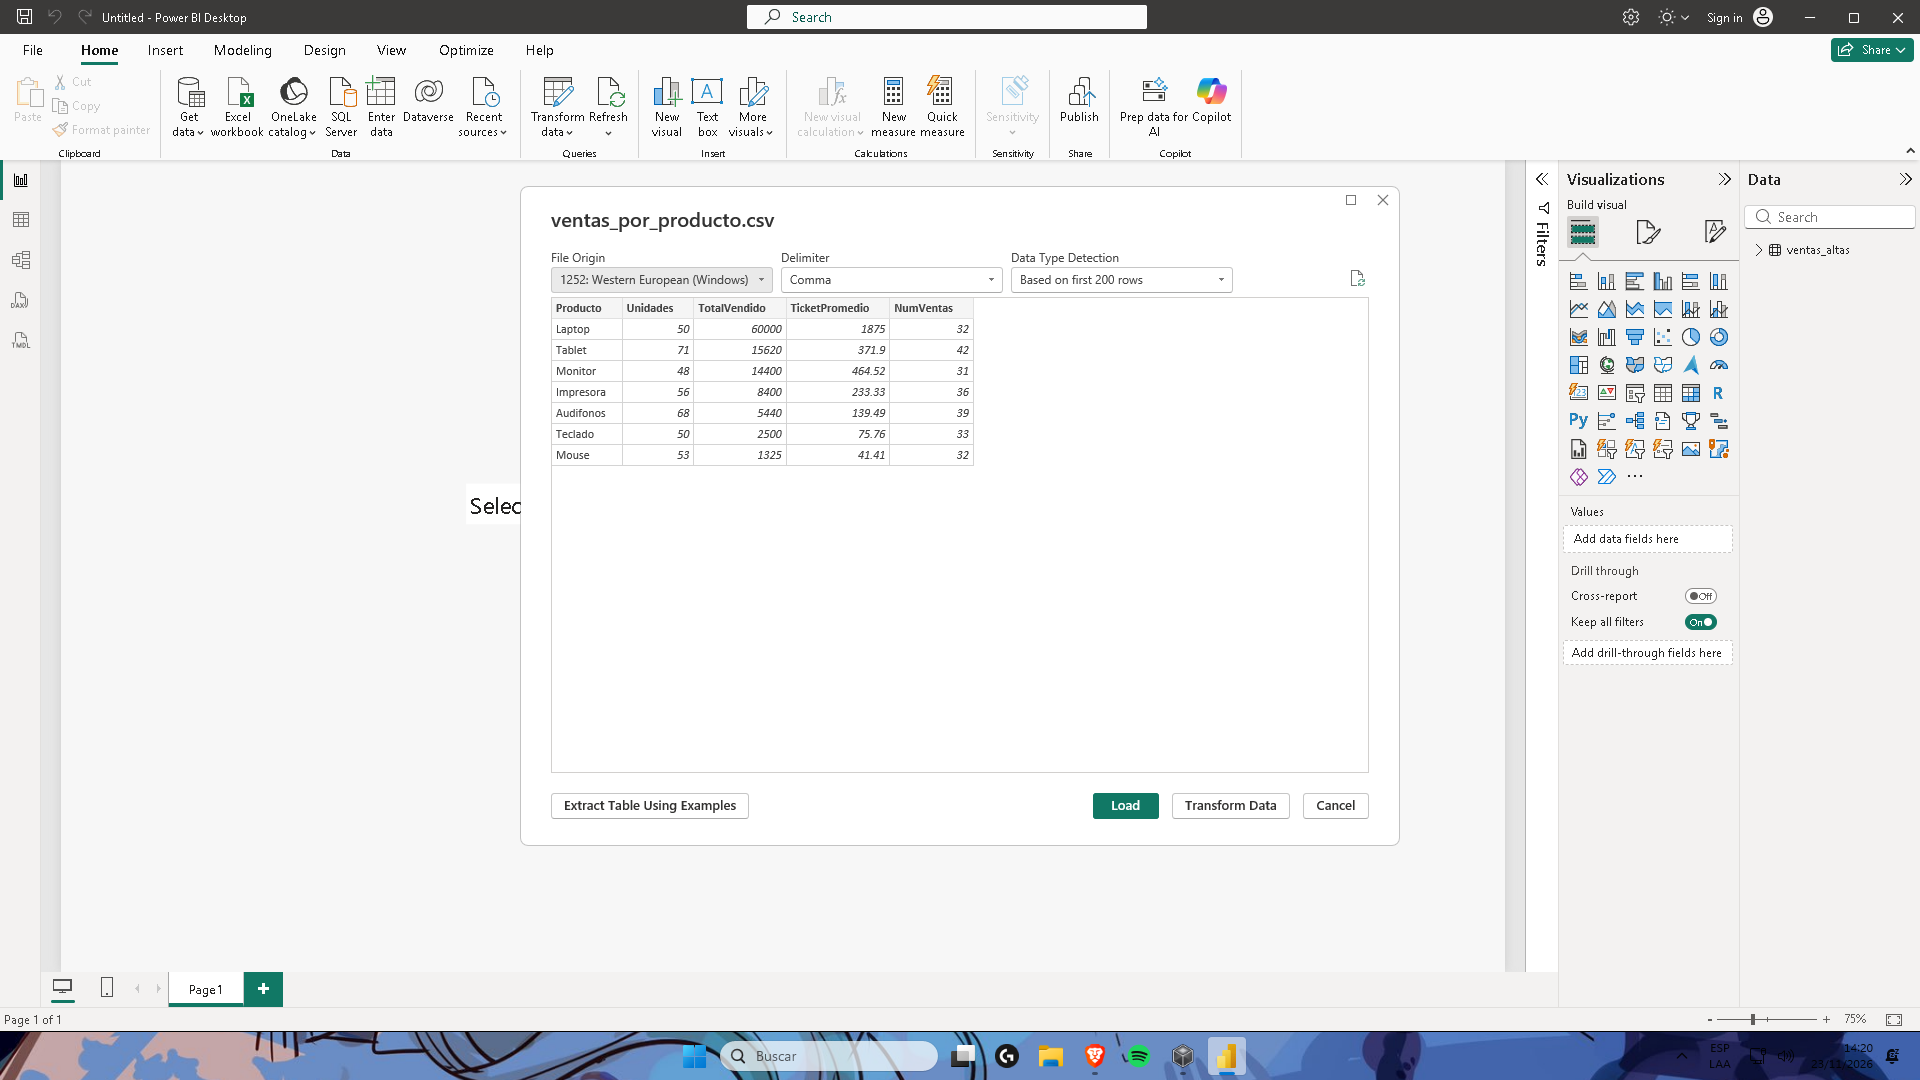 Untitled - Power BI Desktop
Search
Sign in
File
Home
Insert
Modeling
Design
View
Optimize
Help
Share
Paste
Cut
Copy
Format painter
Clipboard
Get data
Excel workbook
OneLake catalog
SQL Server
Enter data
Dataverse
Recent sources
Data
Transform data
Refresh
Queries
New visual
Text box
More visuals
Insert
New visual calculation
New measure
Quick measure
Calculations
Sensitivity
Sensitivity
Publish
Share
Prep data for AI
Copilot
Copilot
DAX
TMDL
Selec
ventas_por_producto.csv
File Origin
Delimiter
Data Type Detection
1252: Western European (Windows)
Comma
Based on first 200 rows
Producto Unidades TotalVendido TicketPromedio NumVentas
Laptop 50 60000 1875 32
Tablet 71 15620 371.9 42
Monitor 48 14400 464.52 31
Impresora 56 8400 233.33 36
Audifonos 68 5440 139.49 39
Teclado 50 2500 75.76 33
Mouse 53 1325 41.41 32
Extract Table Using Examples
Load
Transform Data
Cancel
Filters
Visualizations
Build visual
123
R
Py
Values
Add data fields here
Drill through
Cross-report
Off
Keep all filters
On
Add drill-through fields here
Data
Search
ventas_altas
Page 1
Page 1 of 1
- + 75%
Buscar
ESP
LAA
14:20
23/11/2026